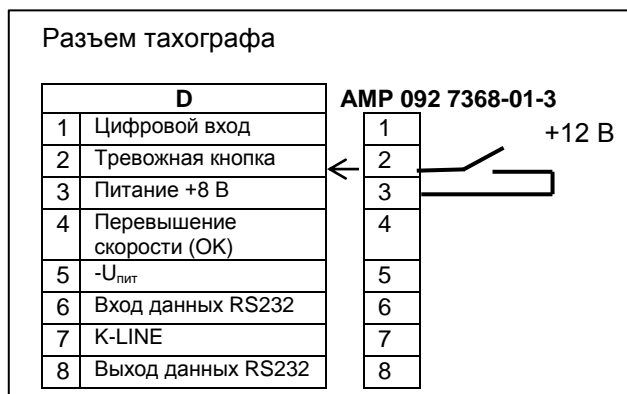 Разъем тахографа
D AMP 092 7368-01-3
1 Цифровой вход 1 +12 В
2 Тревожная кнопка 2
3 Питание +8 В 3
4 Перевышение 4
скорости (ОК)
5 -Uпит 5
6 Вход данных RS232 6
7 K-LINE 7
8 Выход данных RS232 8